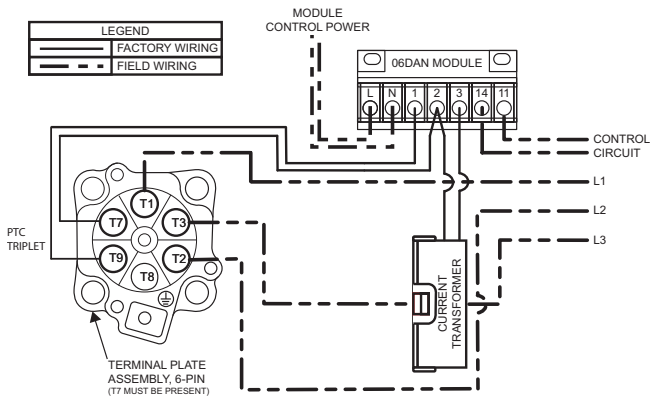 MODULE
CONTROL POWER
LEGEND
FACTORY WIRING
FIELD WIRING
06DAN MODULE
L N 1 2 3 14 11
CONTROL
CIRCUIT
L1
L2
L3
T1
T7 T3
T9 T2
T8
PTC
TRIPLET
CURRENT
TRANSFORMER
TERMINAL PLATE
ASSEMBLY, 6-PIN
(T7 MUST BE PRESENT)